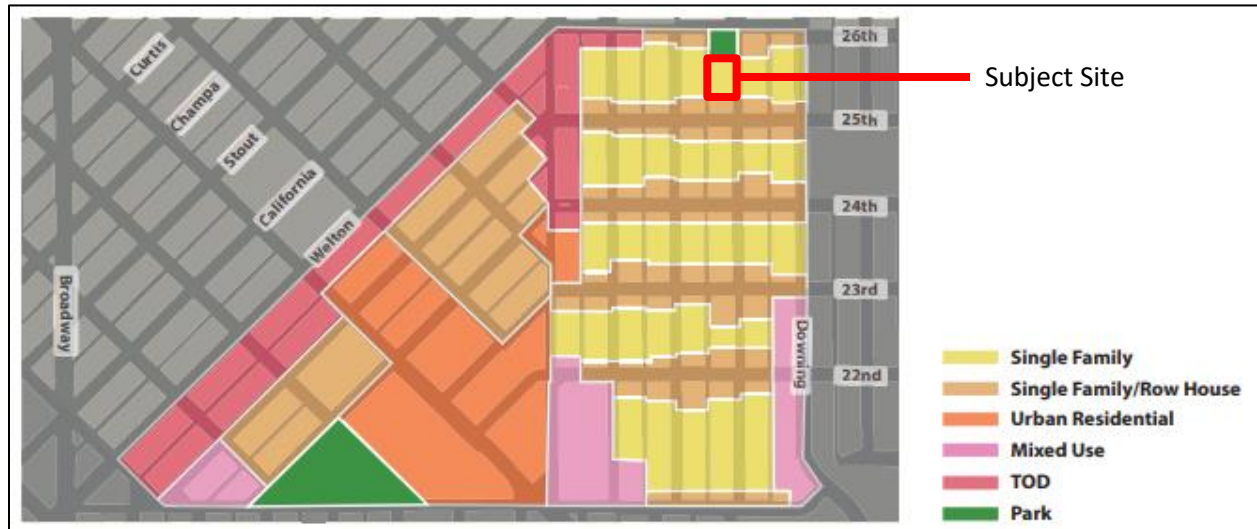 Curtis
Champa
Stout
California
Welton
Broadway
26th
25th
24th
23rd
22nd
Downing
Subject Site
Single Family
Single Family/Row House
Urban Residential
Mixed Use
TOD
Park